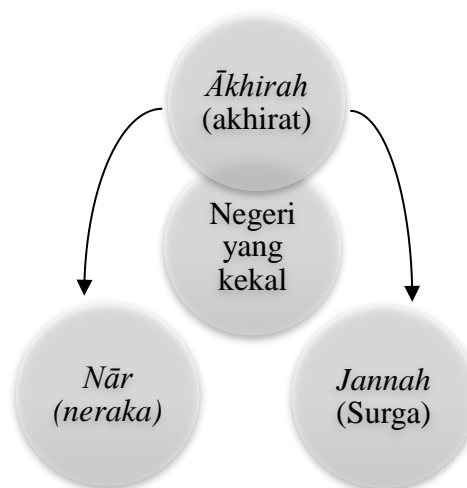 Ākhirah
(akhirat)
Negeri
yang
kekal
Nār
(neraka)
Jannah
(Surga)